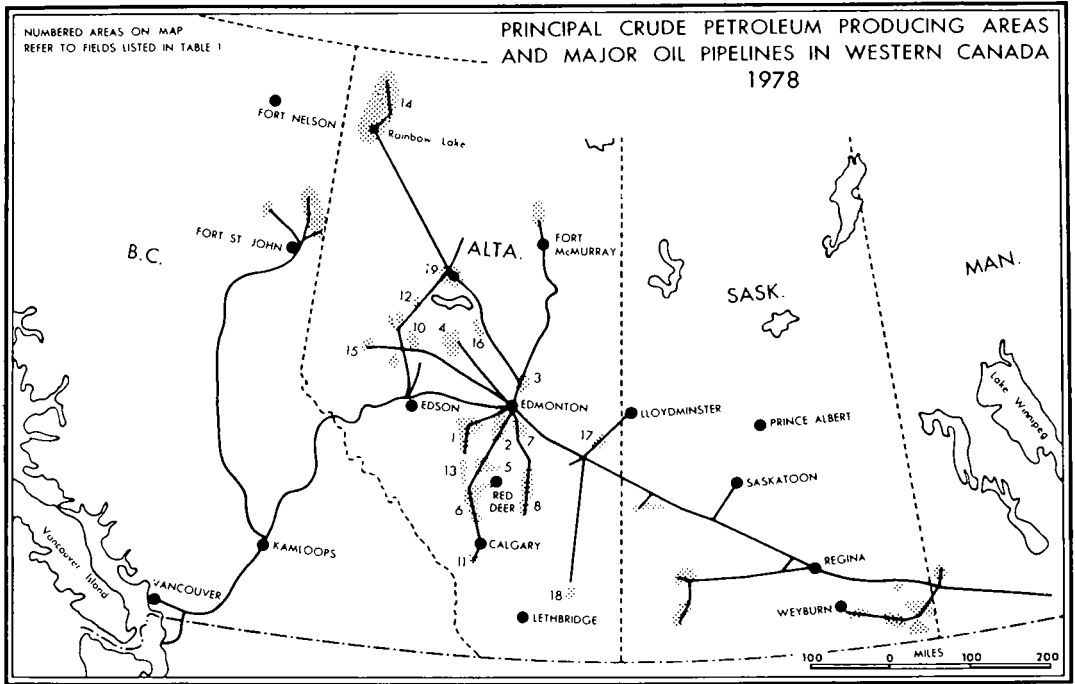 NUMBERED AREAS ON MAP
REFER TO FIELDS LISTED IN TABLE 1
PRINCIPAL CRUDE PETROLEUM PRODUCING AREAS
AND MAJOR OIL PIPELINES IN WESTERN CANADA
1978
FORT NELSON
14
Rainbow Lake
FORT ST JOHN
B.C.
ALTA.
FORT
McMURRAY
SASK.
MAN.
19
12
10
4
16
15
3
EDSON
EDMONTON
LLOYDMINSTER
PRINCE ALBERT
Lake Winnipeg
1
2
7
17
13
5
RED
DEER
SASKATOON
6
8
CALGARY
11
KAMLOOPS
Vancouver Island
VANCOUVER
REGINA
18
LETHBRIDGE
WEYBURN
MILES
100
0
100
200